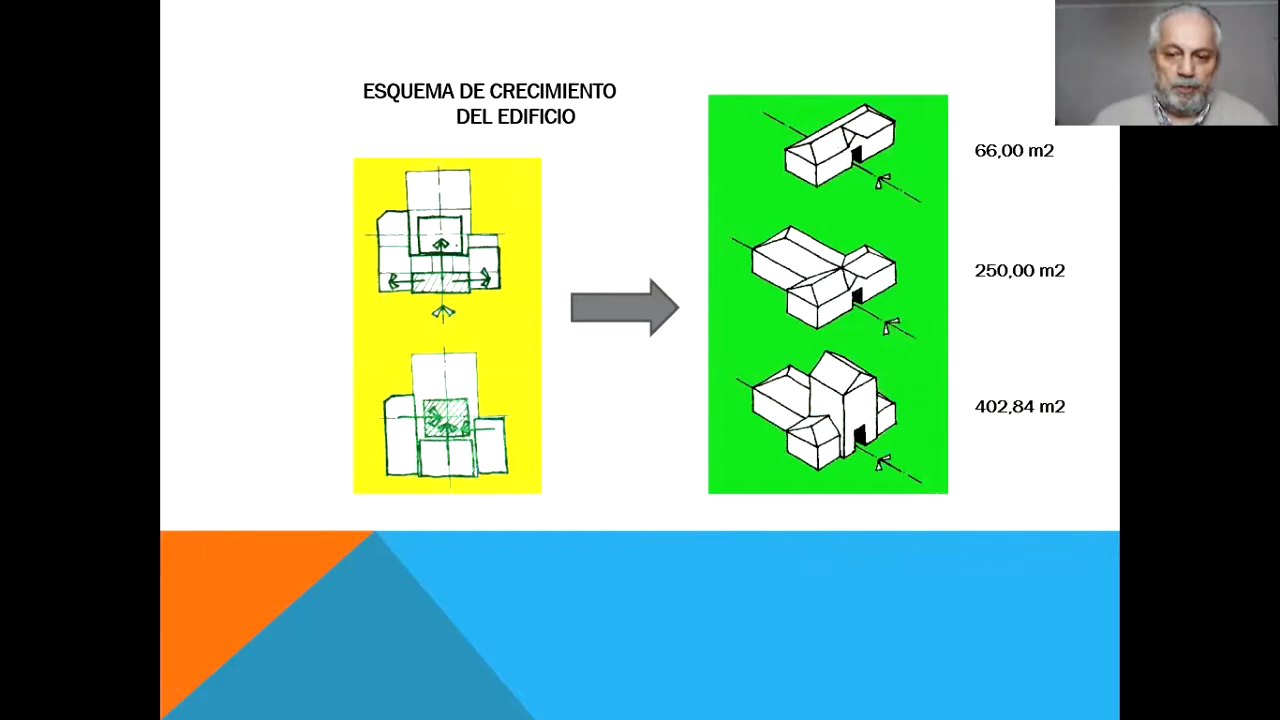 ESQUEMA DE CRECIMIENTO
DEL EDIFICIO
66,00 m2
250,00 m2
402,84 m2